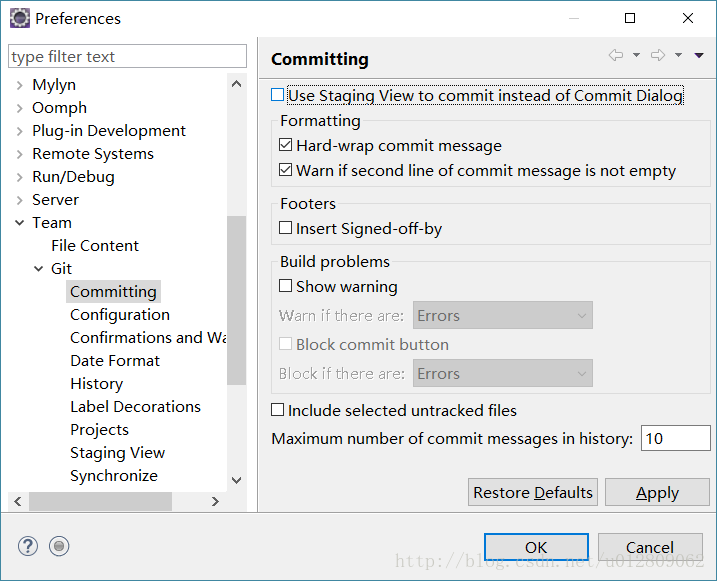 Preferences
type filter text
Mylyn
Oomph
Plug-in Development
Remote Systems
Run/Debug
Server
Team
File Content
Git
Committing
Configuration
Confirmations and Wa
Date Format
History
Label Decorations
Projects
Staging View
Synchronize
Committing
Use Staging View to commit instead of Commit Dialog
Formatting
Hard-wrap commit message
Warn if second line of commit message is not empty
Footers
Insert Signed-off-by
Build problems
Show warning
Warn if there are: Errors
Block commit button
Block if there are: Errors
Include selected untracked files
Maximum number of commit messages in history: 10
Restore Defaults Apply
OK Cancel
http://blog.csdn.net/u012809062